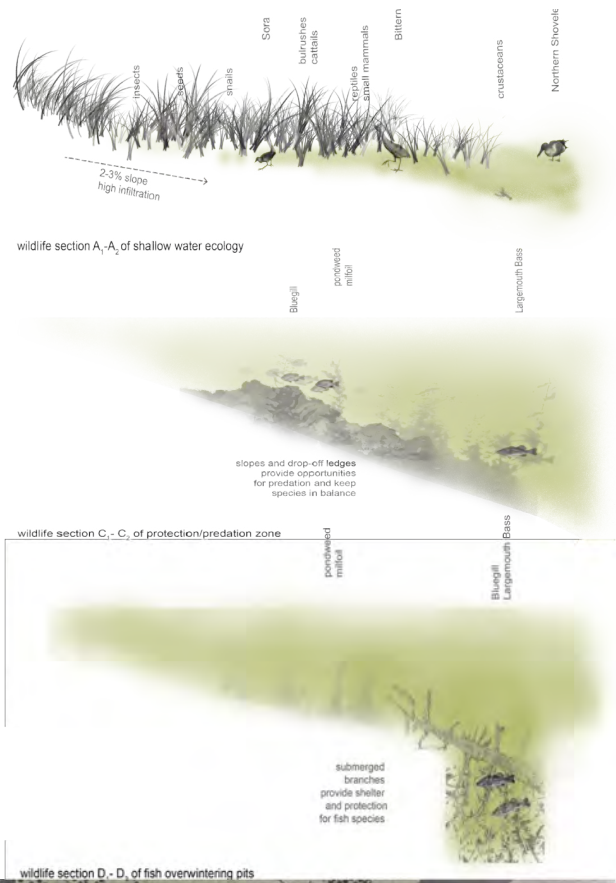 Sora
bulrushes
cattails
Bittern
insects
seeds
snails
reptiles
small mammals
crustaceans
Northern Shovele
2-3% slope
high infiltration
wildlife section A1-A2 of shallow water ecology
Bluegill
pondweed
milfoil
Largemouth Bass
slopes and drop-off ledges
provide opportunities
for predation and keep
species in balance
wildlife section C1- C2 of protection/predation zone
pondweed
milfoil
Bluegill
Largemouth Bass
submerged
branches
provide shelter
and protection
for fish species
wildlife section D1- D2 of fish overwintering pits